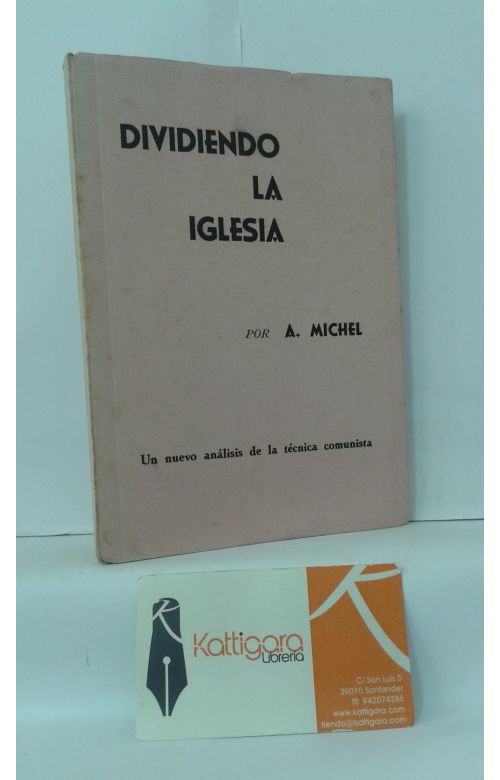 DIVIDIENDO
LA
IGLESIA
POR A. MICHEL
Un nuevo análisis de la técnica comunista
Kattigara
Librería
C/ San Luis 5
39010 Santander
tlf: 942074286
www.kattigara.com
tienda@kattigara.com